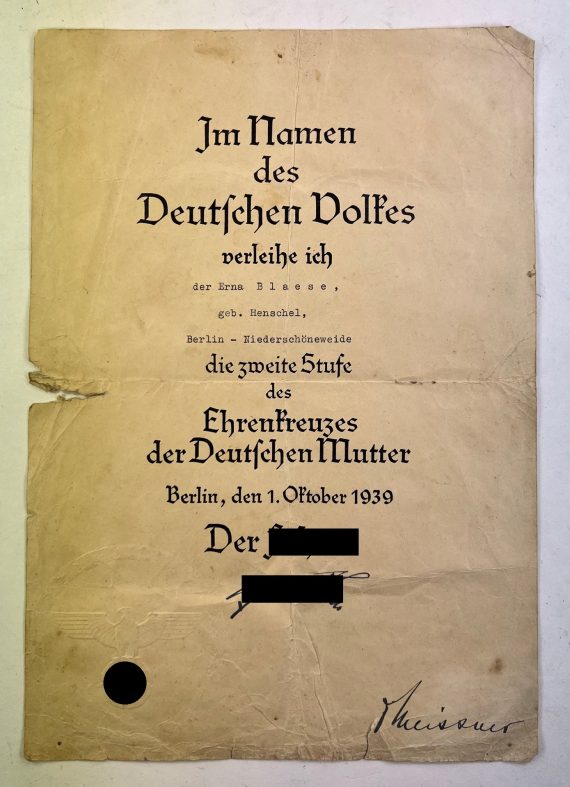 Im Namen
des
Deutschen Volkes
verleihe ich
der Erna Blaese,
geb. Henschel,
Berlin - Niederschöneweide
die zweite Stufe
des
Ehrenkreuzes
der Deutschen Mutter
Berlin, den 1. Oktober 1939
Der
Meissner